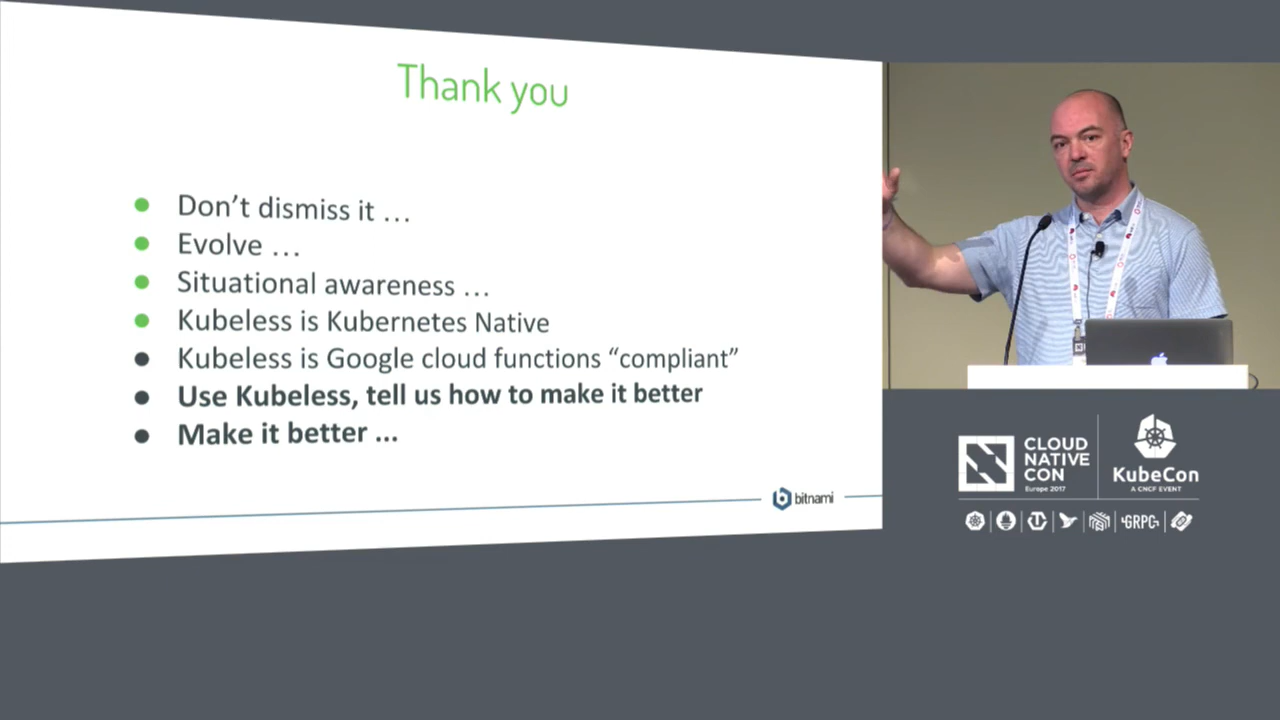 Thank you
Don’t dismiss it …
Evolve …
Situational awareness …
Kubeless is Kubernetes Native
Kubeless is Google cloud functions “compliant”
Use Kubeless, tell us how to make it better
Make it better ...
bitnami
CLOUD
NATIVE
CON
Europe 2017
KubeCon
A CNCF EVENT
GRPC